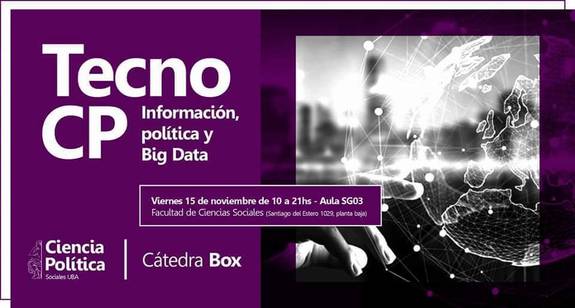 Tecno
CP
Información,
política y
Big Data
Viernes 15 de noviembre de 10 a 21hs - Aula SG03
Facultad de Ciencias Sociales (Santiago del Estero 1029, planta baja)
Ciencia
Política
Sociales UBA
Cátedra Box